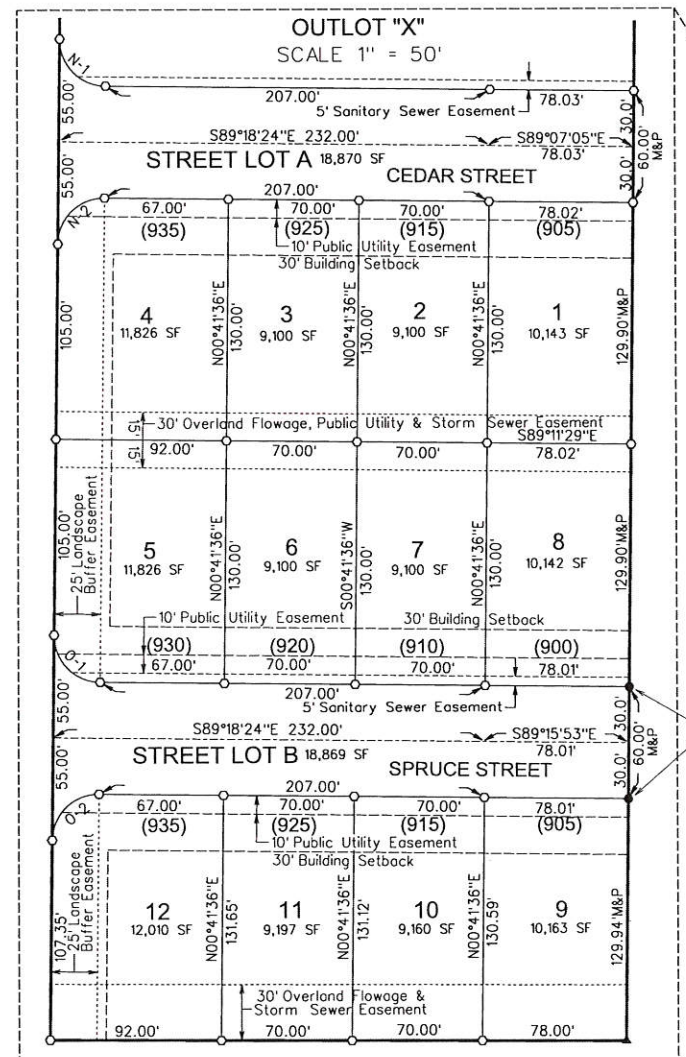 OUTLOT "X"
SCALE 1" = 50'
N-1
55.00'
207.00'
78.03'
5' Sanitary Sewer Easement
30.0'
60.00'
M&P
S89°18'24"E 232.00'
S89°07'05"E
78.03'
STREET LOT A 18,870 SF
CEDAR STREET
55.00'
30.0'
N-2
207.00'
67.00'
70.00'
70.00'
78.02'
(935)
(925)
(915)
(905)
10' Public Utility Easement
30' Building Setback
105.00'
4
11,826 SF
N00°41'36"E
130.00'
3
9,100 SF
N00°41'36"E
130.00'
2
9,100 SF
N00°41'36"E
130.00'
1
10,143 SF
129.90'M&P
15'
15'
30' Overland Flowage, Public Utility & Storm Sewer Easement
S89°11'29"E
92.00'
70.00'
70.00'
78.02'
105.00'
25' Landscape
Buffer Easement
5
11,826 SF
N00°41'36"E
130.00'
6
9,100 SF
S00°41'36"W
130.00'
7
9,100 SF
N00°41'36"E
130.00'
8
10,142 SF
129.90'M&P
10' Public Utility Easement
30' Building Setback
(930)
(920)
(910)
(900)
67.00'
70.00'
70.00'
78.01'
O-1
207.00'
5' Sanitary Sewer Easement
55.00'
30.0'
60.00'
M&P
S89°18'24"E 232.00'
S89°15'53"E
78.01'
STREET LOT B 18,869 SF
SPRUCE STREET
55.00'
30.0'
O-2
207.00'
67.00'
70.00'
70.00'
78.01'
(935)
(925)
(915)
(905)
10' Public Utility Easement
30' Building Setback
107.35'
25' Landscape
Buffer Easement
12
12,010 SF
N00°41'36"E
131.65'
11
9,197 SF
N00°41'36"E
131.12'
10
9,160 SF
N00°41'36"E
130.59'
9
10,163 SF
129.94'M&P
30' Overland Flowage &
Storm Sewer Easement
92.00'
70.00'
70.00'
78.00'